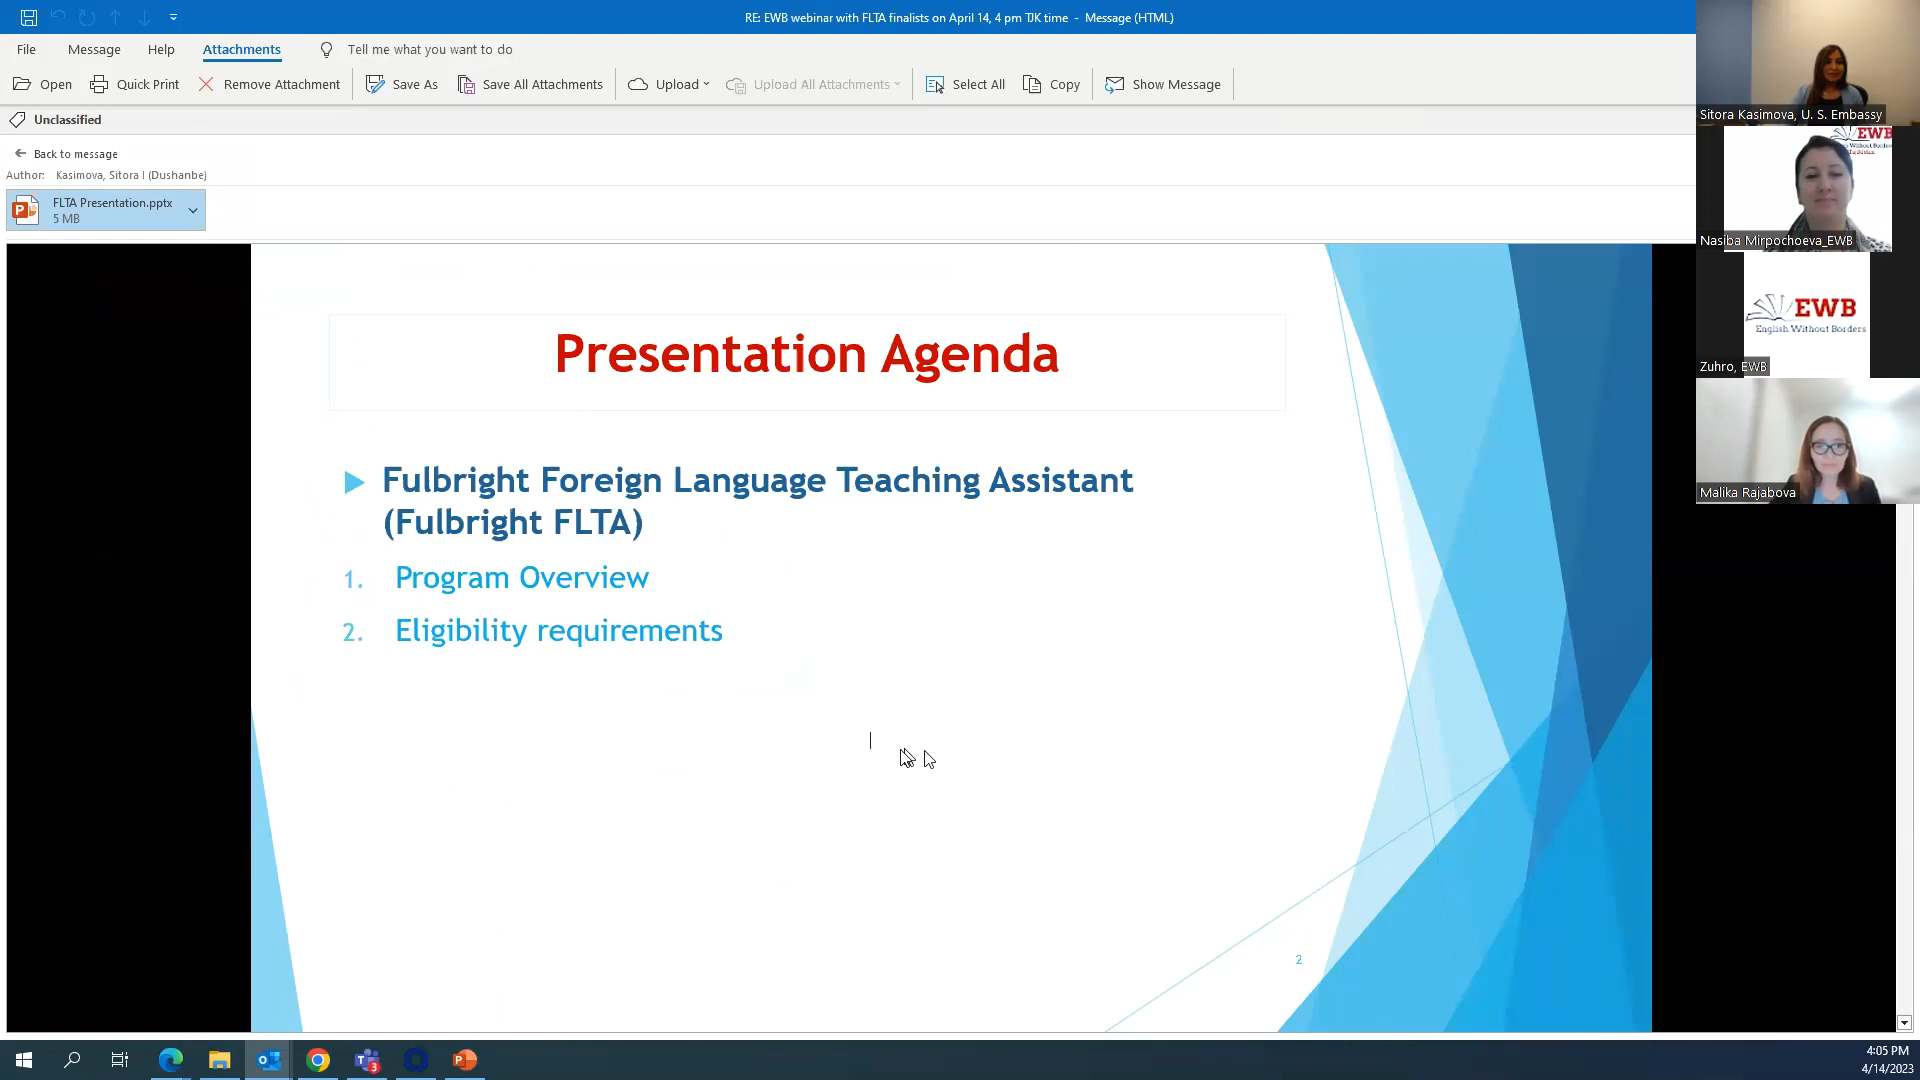 RE: EWB webinar with FLTA finalists on April 14, 4 pm TJK time - Message (HTML)
File Message Help Attachments Tell me what you want to do
Open Quick Print Remove Attachment Save As Save All Attachments Upload Upload All Attachments Select All Copy Show Message
Unclassified
Back to message
Author: Kasimova, Sitora I (Dushanbe)
FLTA Presentation.pptx
5 MB
Presentation Agenda
Fulbright Foreign Language Teaching Assistant
(Fulbright FLTA)
1. Program Overview
2. Eligibility requirements
2
Sitora Kasimova, U. S. Embassy
EWB
Nasiba Mirpochoeva_EWB
EWB
English Without Borders
Zuhro, EWB
Malika Rajabova
4:05 PM
4/14/2023